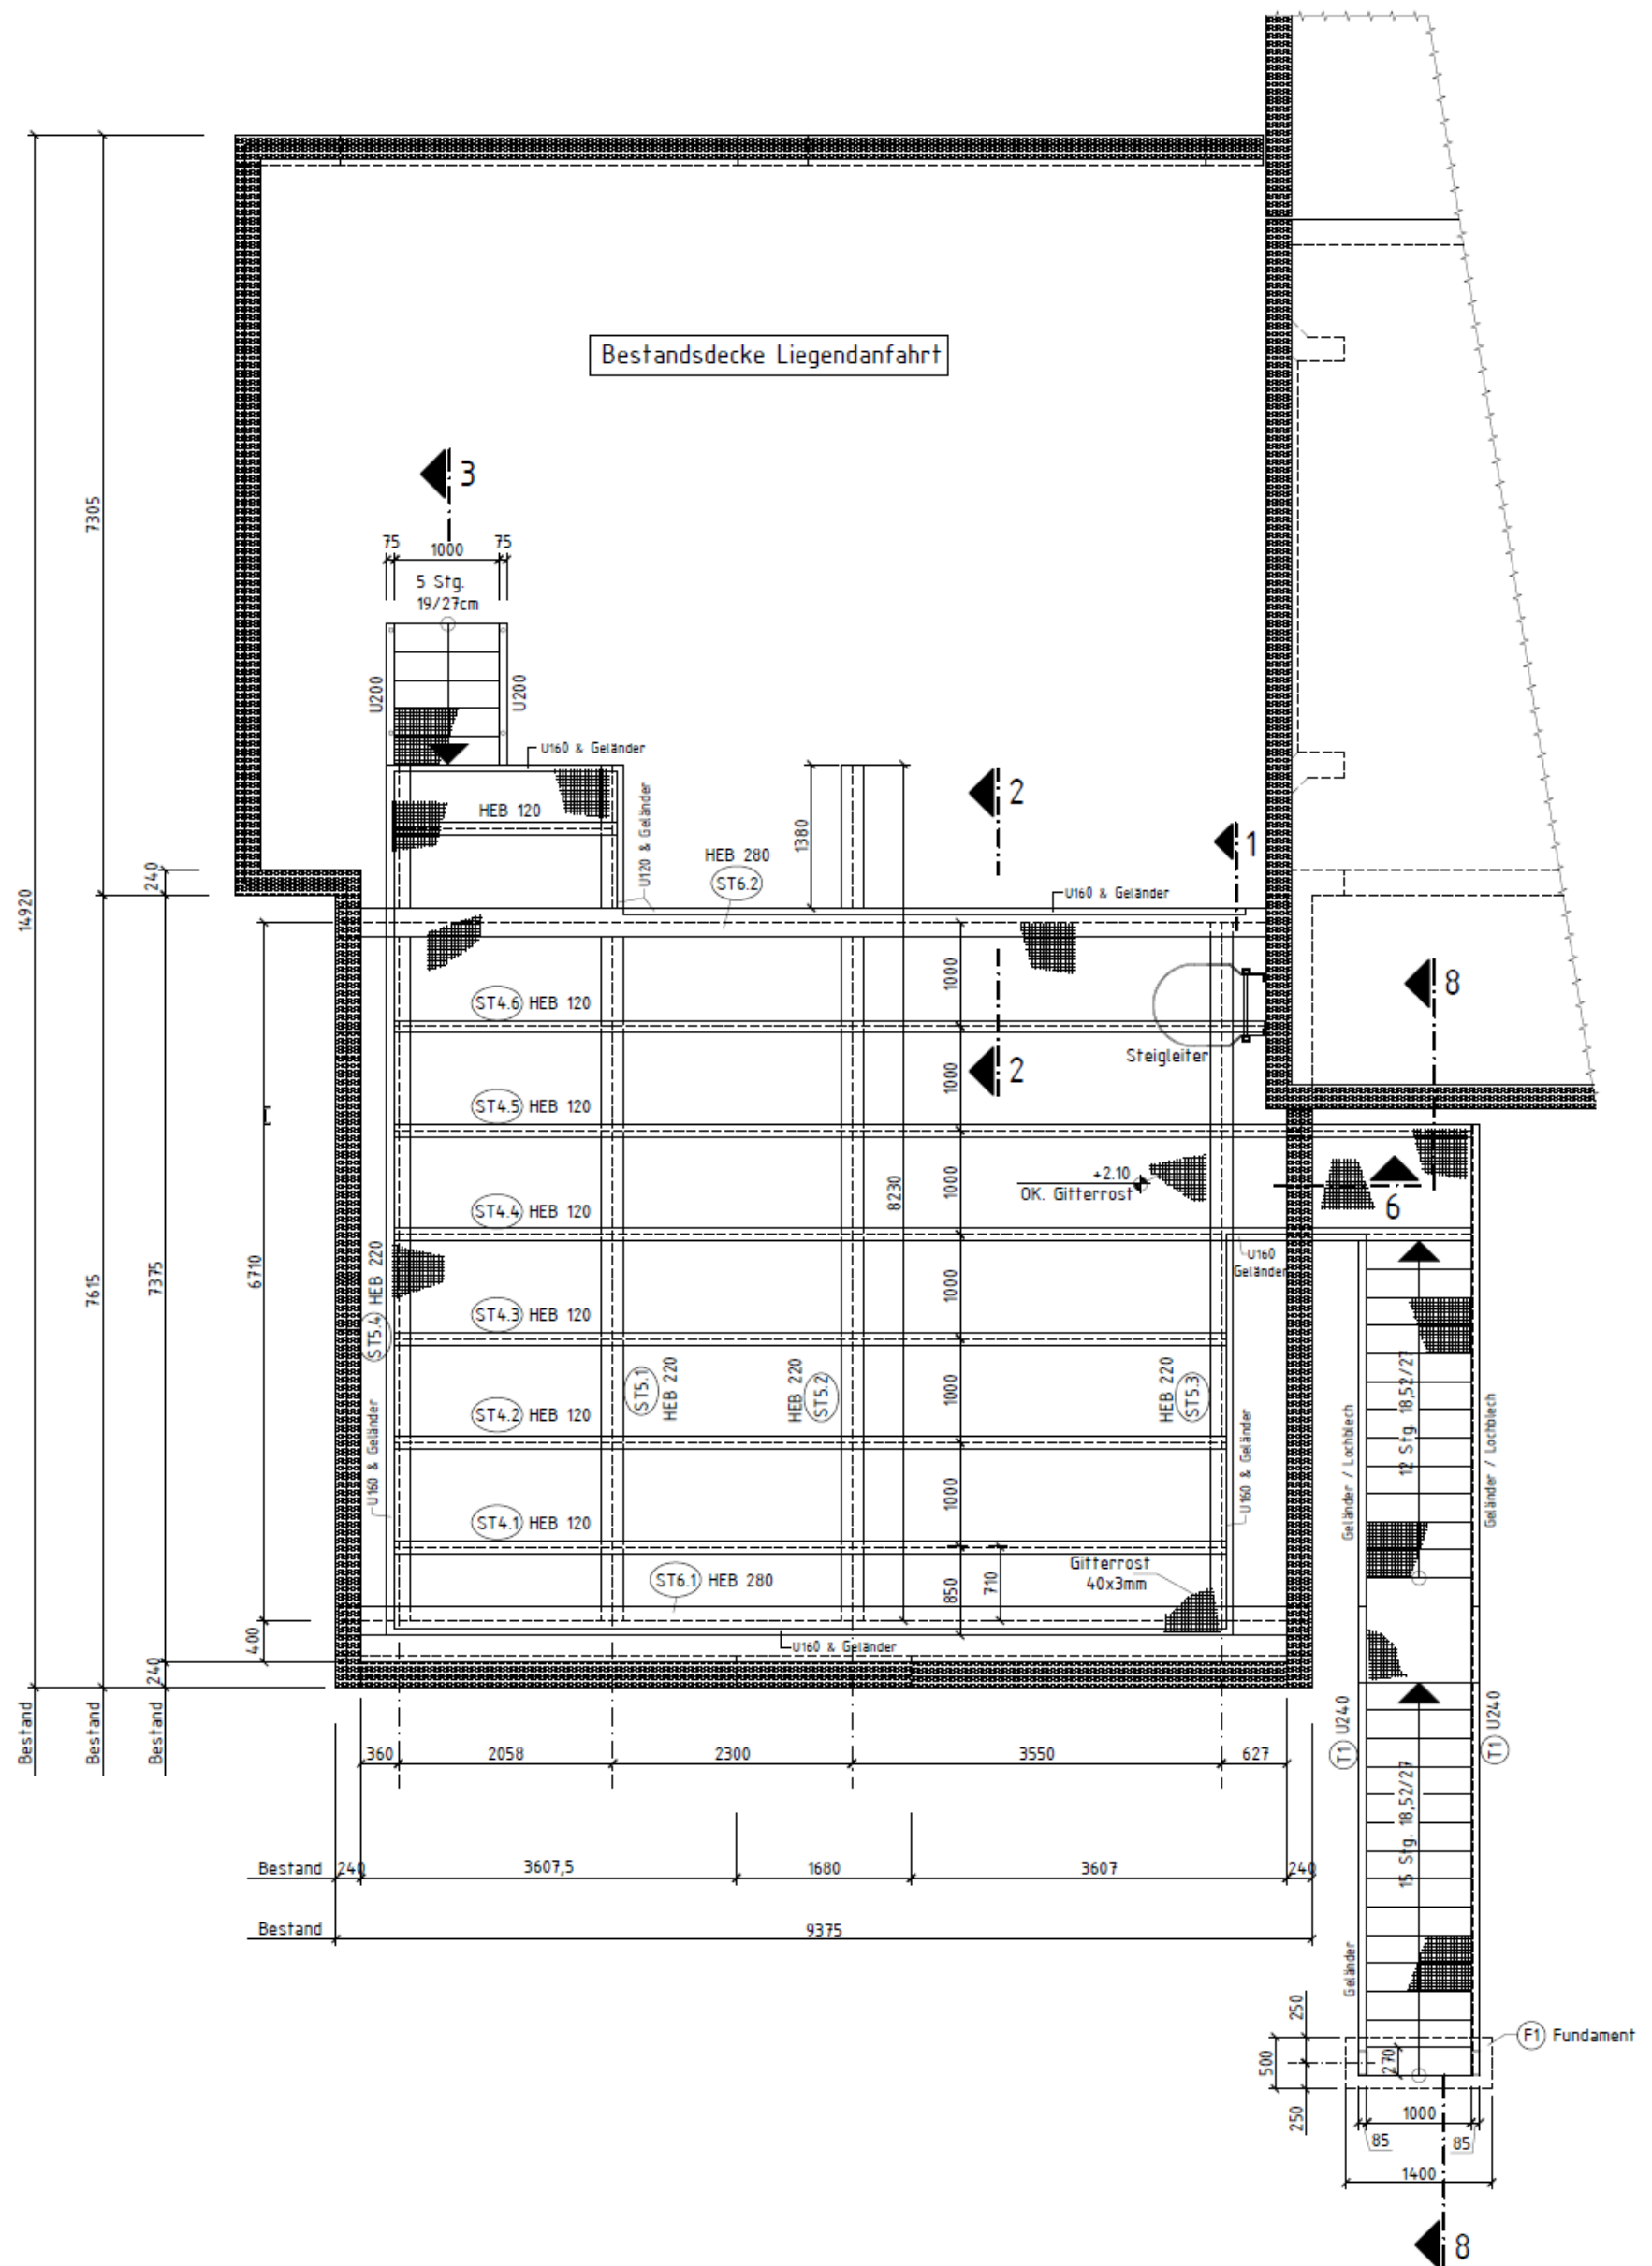 Bestandsdecke Liegendanfahrt
3
75
1000
75
5 Stg.
19/27cm
U200
U200
U160 & Geländer
HEB 120
U120 & Geländer
HEB 280
ST6.2
1380
2
1
U160 & Geländer
7305
240
14920
7615
7375
6710
400
240
Bestand
Bestand
Bestand
ST4.6 HEB 120
1000
Steigleiter
8
ST4.5 HEB 120
1000
2
ST4.4 HEB 120
1000
8230
+2.10
OK. Gitterrost
6
U160
Geländer
ST5.4 HEB 220
ST4.3 HEB 120
1000
ST5.1
HEB 220
HEB 220
ST5.2
HEB 220
ST5.3
ST4.2 HEB 120
1000
U160 & Geländer
U160 & Geländer
ST4.1 HEB 120
1000
ST6.1 HEB 280
850
710
Gitterrost
40x3mm
U160 & Geländer
Geländer / Lochblech
12 Stg. 18,52/27
Geländer / Lochblech
T1 U240
T1 U240
15 Stg. 18,52/27
Geländer
360
2058
2300
3550
627
Bestand
240
3607,5
1680
3607
240
Bestand
9375
250
500
250
270
F1 Fundament
1000
85
85
1400
8